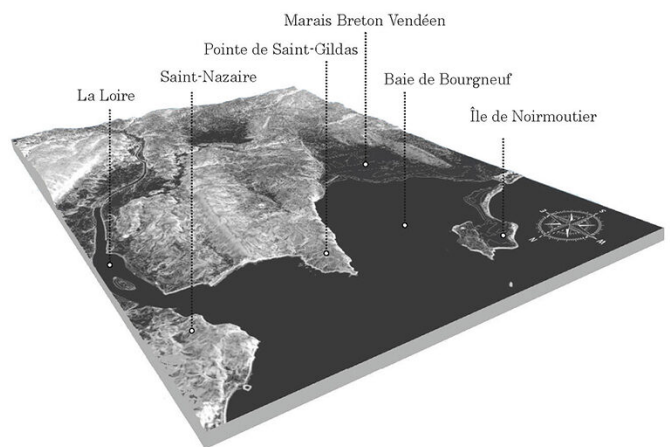 Marais Breton Vendéen
Pointe de Saint-Gildas
Saint-Nazaire
Baie de Bourgneuf
La Loire
Île de Noirmoutier